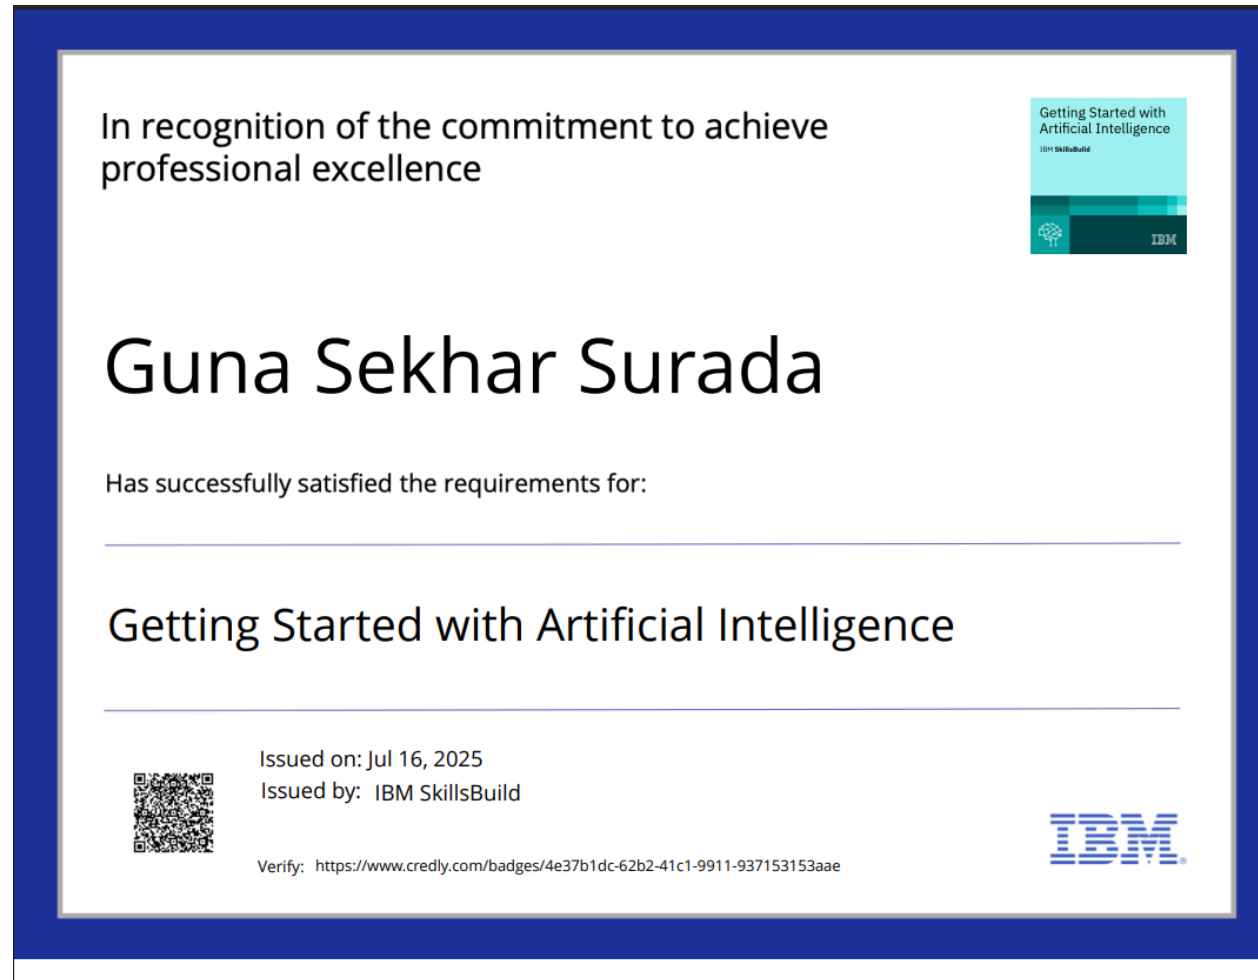 In recognition of the commitment to achieve
professional excellence
Getting Started with
Artificial Intelligence
IBM SkillsBuild
IBM
Guna Sekhar Surada
Has successfully satisfied the requirements for:
Getting Started with Artificial Intelligence
Issued on: Jul 16, 2025
Issued by: IBM SkillsBuild
Verify: https://www.credly.com/badges/4e37b1dc-62b2-41c1-9911-937153153aae
IBM®